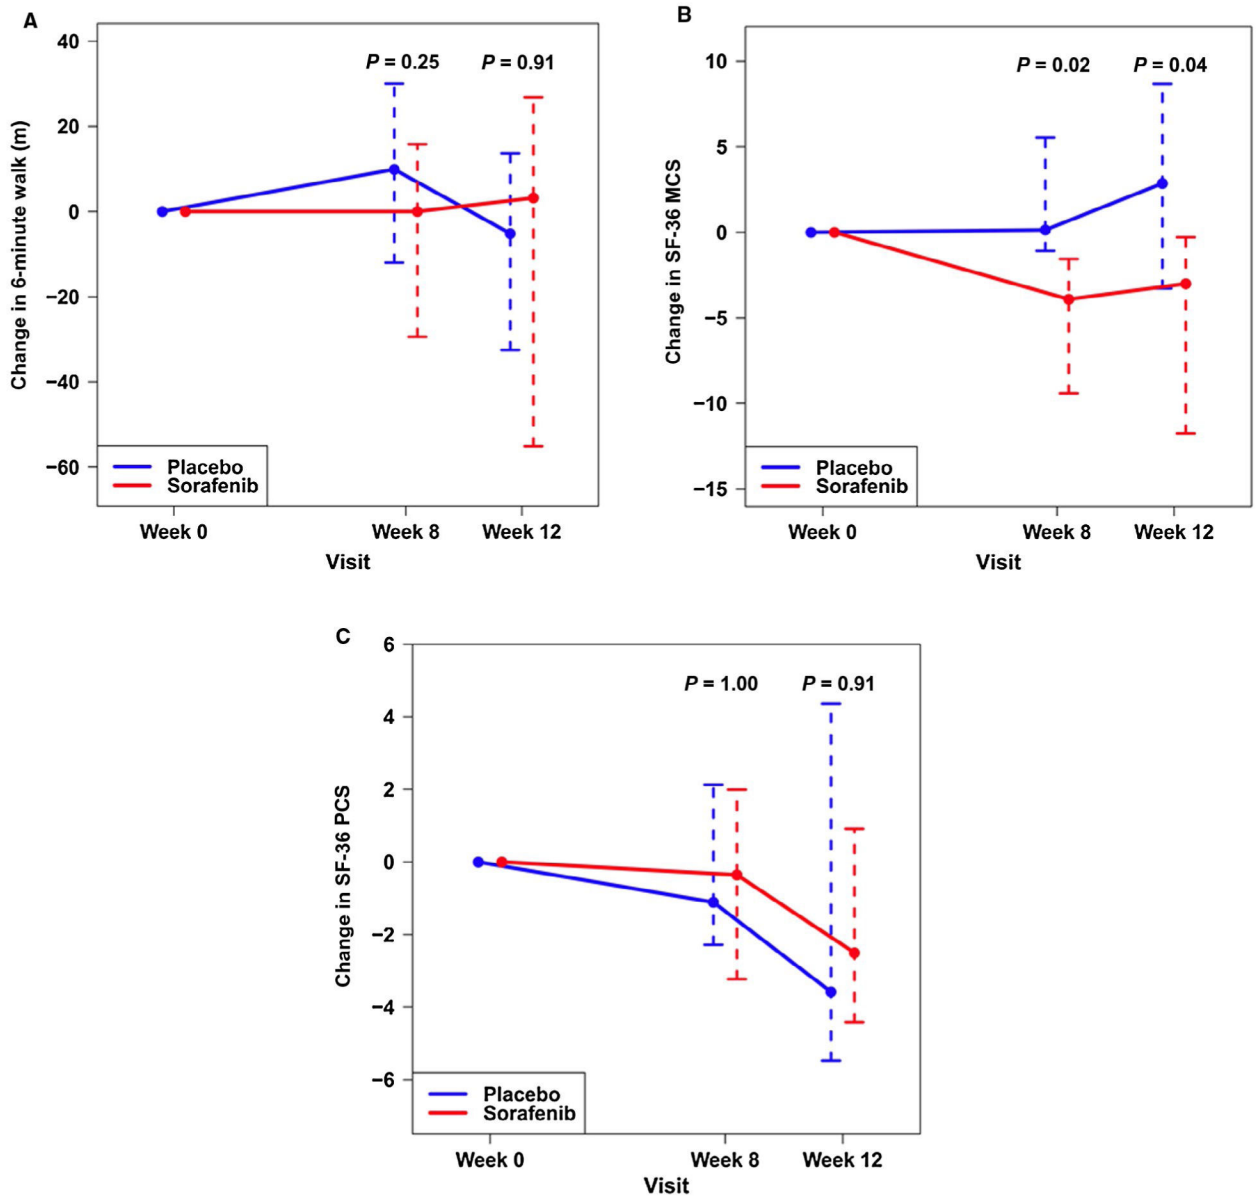 A
Change in 6-minute walk (m)
40
20
0
−20
−40
−60
P = 0.25
P = 0.91
Placebo
Sorafenib
Week 0
Week 8
Week 12
Visit
B
Change in SF-36 MCS
10
5
0
−5
−10
−15
P = 0.02
P = 0.04
Placebo
Sorafenib
Week 0
Week 8
Week 12
Visit
C
Change in SF-36 PCS
6
4
2
0
−2
−4
−6
P = 1.00
P = 0.91
Placebo
Sorafenib
Week 0
Week 8
Week 12
Visit